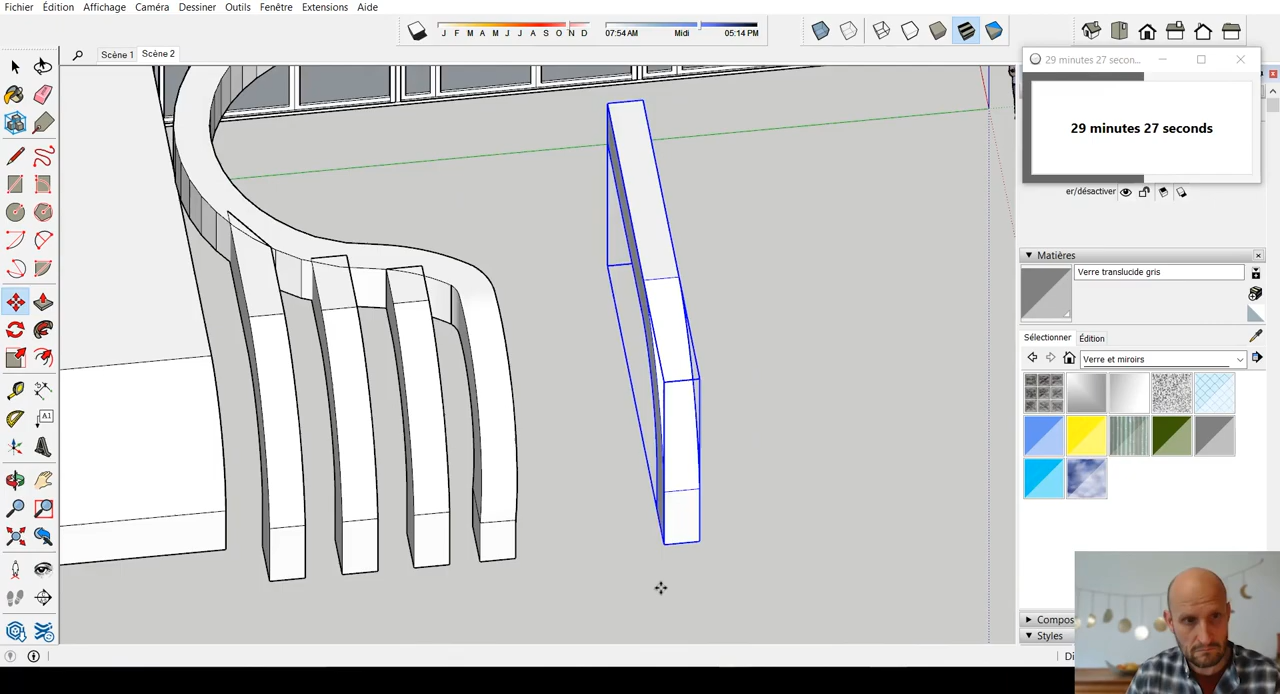 Fichier Édition Affichage Caméra Dessiner Outils Fenêtre Extensions Aide
J F M A M J J A S O N D
07:54 AM Midi 05:14 PM
Scène 1 Scène 2
29 minutes 27 secon...
29 minutes 27 seconds
er/désactiver
Matières
Verre translucide gris
Sélectionner Édition
Verre et miroirs
A1
Compos
Styles
Di